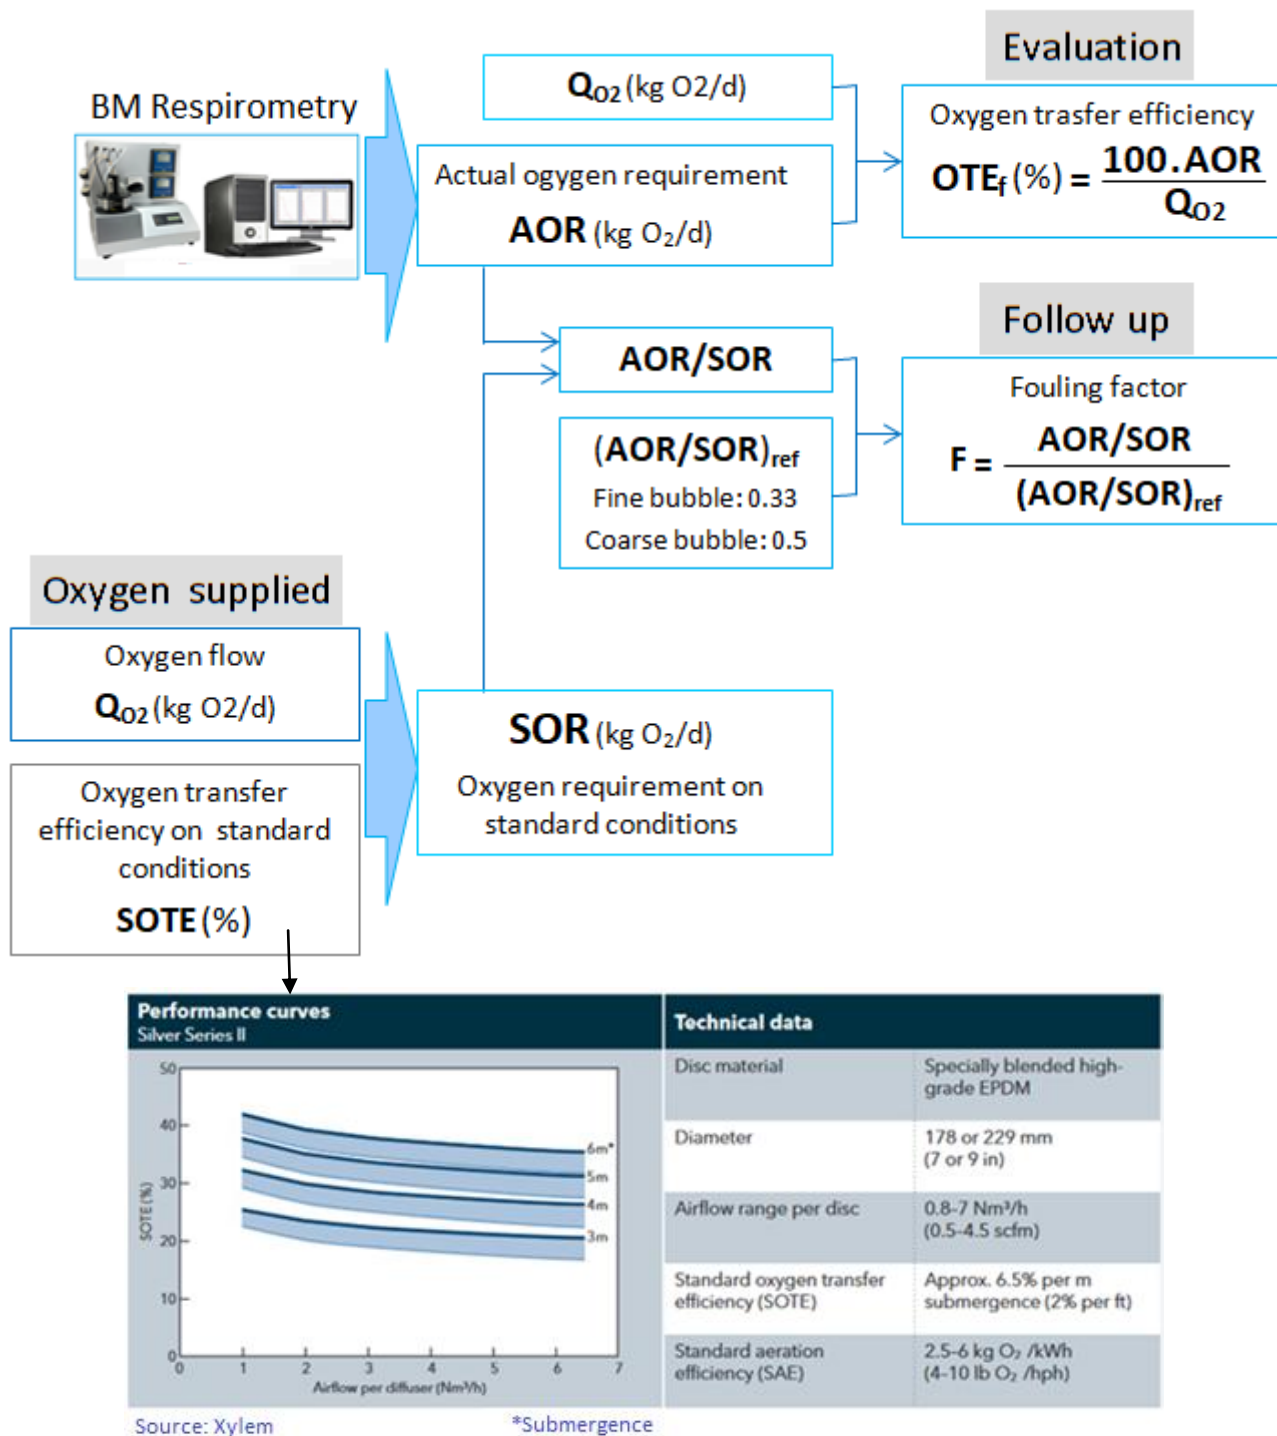 Evaluation
BM Respirometry
Q_O2 (kg O2/d)
Oxygen trasfer efficiency
OTE_f (%) = 100.AOR / Q_O2
Actual ogygen requirement
AOR (kg O₂/d)
Follow up
AOR/SOR
Fouling factor
F = AOR/SOR / (AOR/SOR)_ref
(AOR/SOR)_ref
Fine bubble: 0.33
Coarse bubble: 0.5
Oxygen supplied
Oxygen flow
Q_O2 (kg O2/d)
SOR (kg O₂/d)
Oxygen requirement on
standard conditions
Oxygen transfer
efficiency on standard
conditions
SOTE (%)
Performance curves
Silver Series II
SOTE (%)
50
40
30
20
10
0
0 1 2 3 4 5 6 7
6m*
5m
4m
3m
Airflow per diffuser (Nm³/h)
Technical data
Disc material
Specially blended high-
grade EPDM
Diameter
178 or 229 mm
(7 or 9 in)
Airflow range per disc
0.8-7 Nm³/h
(0.5-4.5 scfm)
Standard oxygen transfer
efficiency (SOTE)
Approx. 6.5% per m
submergence (2% per ft)
Standard aeration
efficiency (SAE)
2.5-6 kg O₂ /kWh
(4-10 lb O₂ /hph)
Source: Xylem
*Submergence